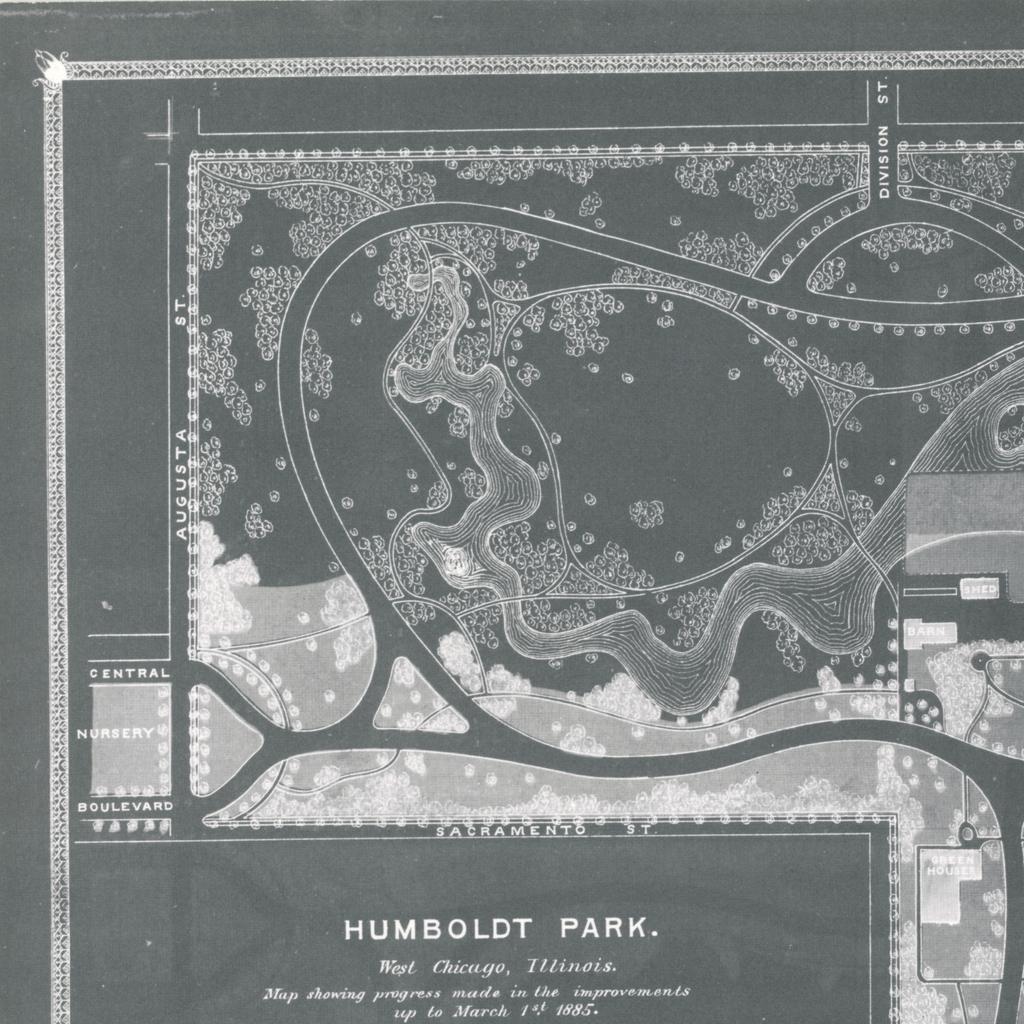 DIVISION ST.
AUGUSTA ST.
SHED
BARN
CENTRAL
NURSERY
BOULEVARD
SACRAMENTO ST.
GREEN
HOUSES
HUMBOLDT PARK.
West Chicago, Illinois.
Map showing progress made in the improvements
up to March 1st 1885.